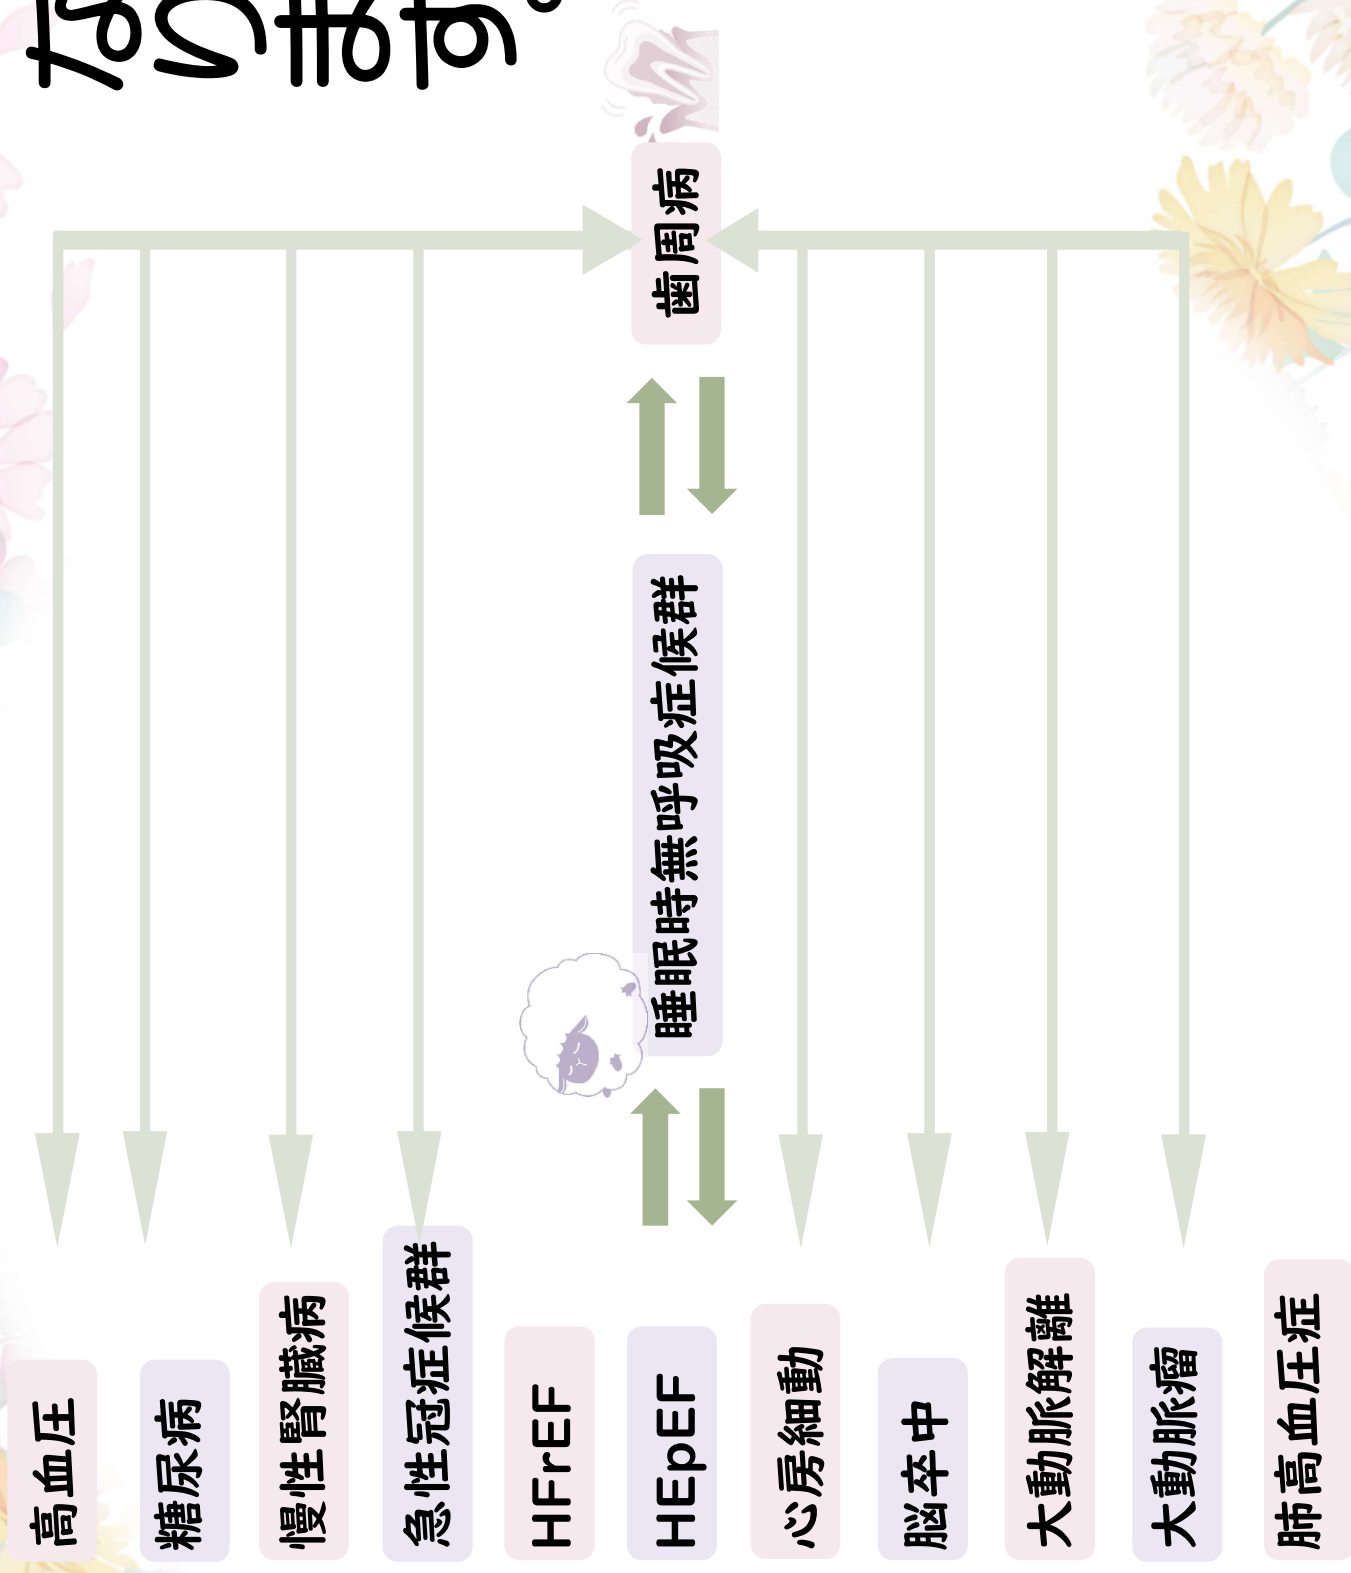 なります。
歯周病
睡眠時無呼吸症候群
高血圧
糖尿病
慢性腎臓病
急性冠症候群
HFrEF
HEpEF
心房細動
脳卒中
大動脈解離
大動脈瘤
肺高血圧症